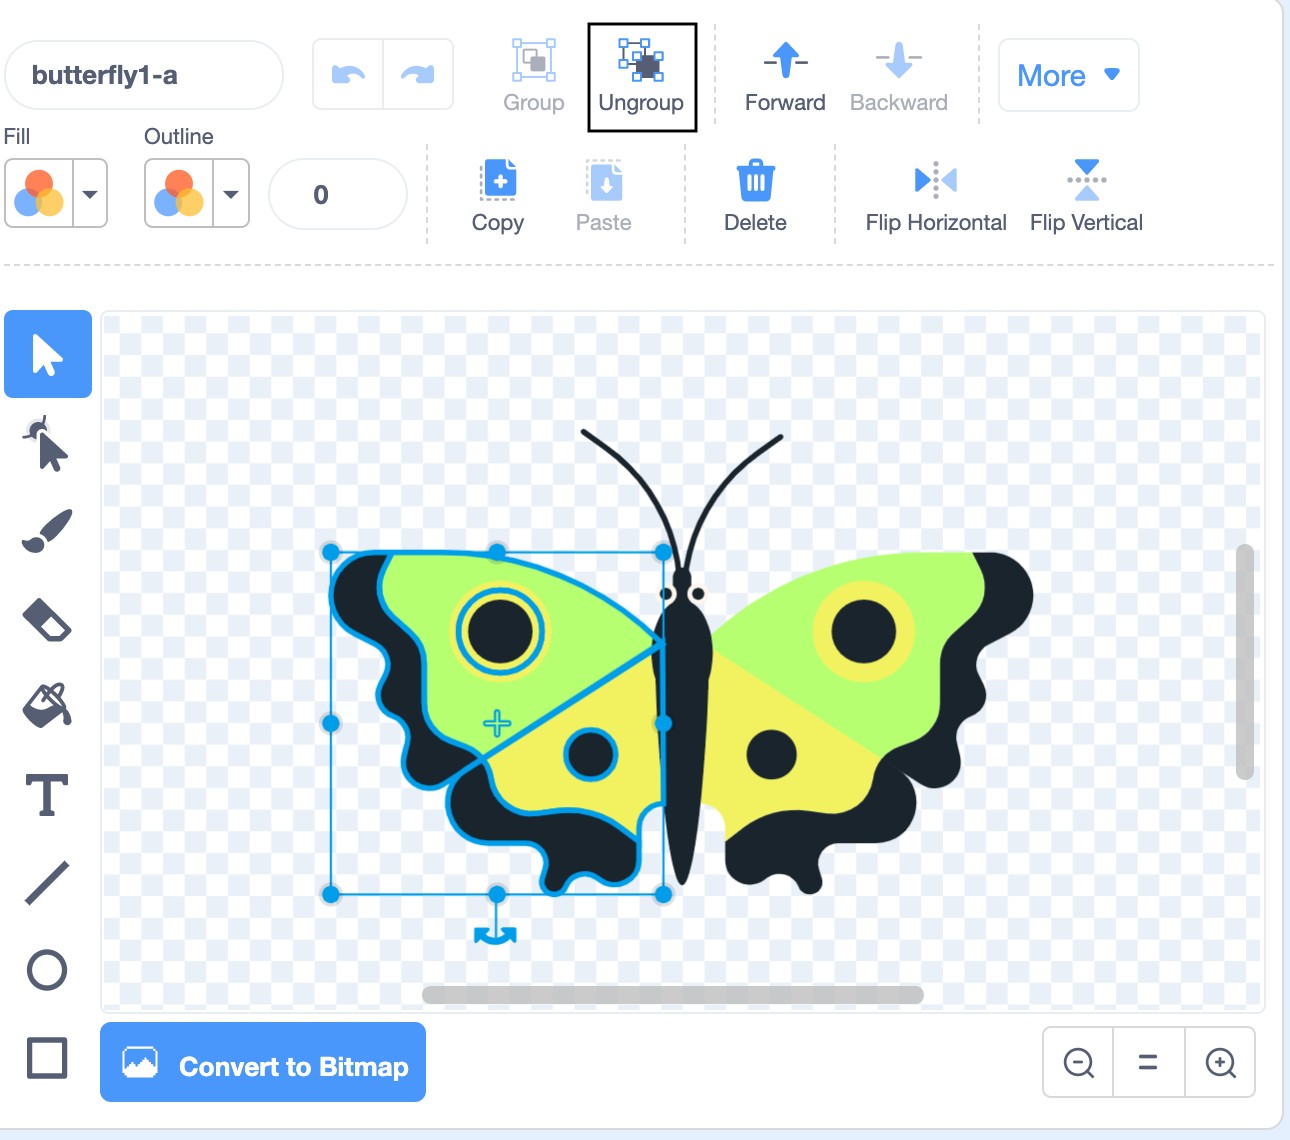 butterfly1-a
Group
Ungroup
Forward
Backward
More
Fill
Outline
0
Copy
Paste
Delete
Flip Horizontal
Flip Vertical
T
Convert to Bitmap